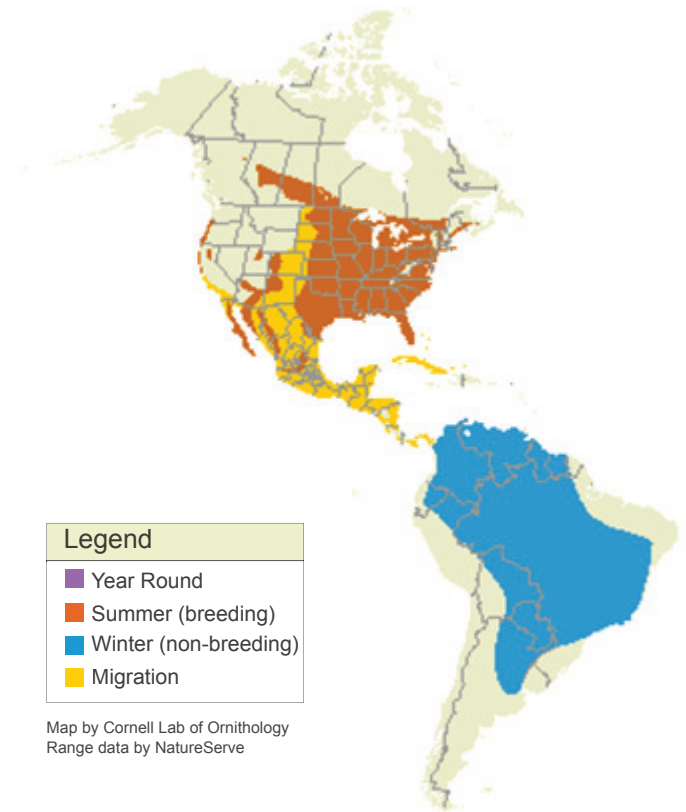 Legend
Year Round
Summer (breeding)
Winter (non-breeding)
Migration
Map by Cornell Lab of Ornithology
Range data by NatureServe